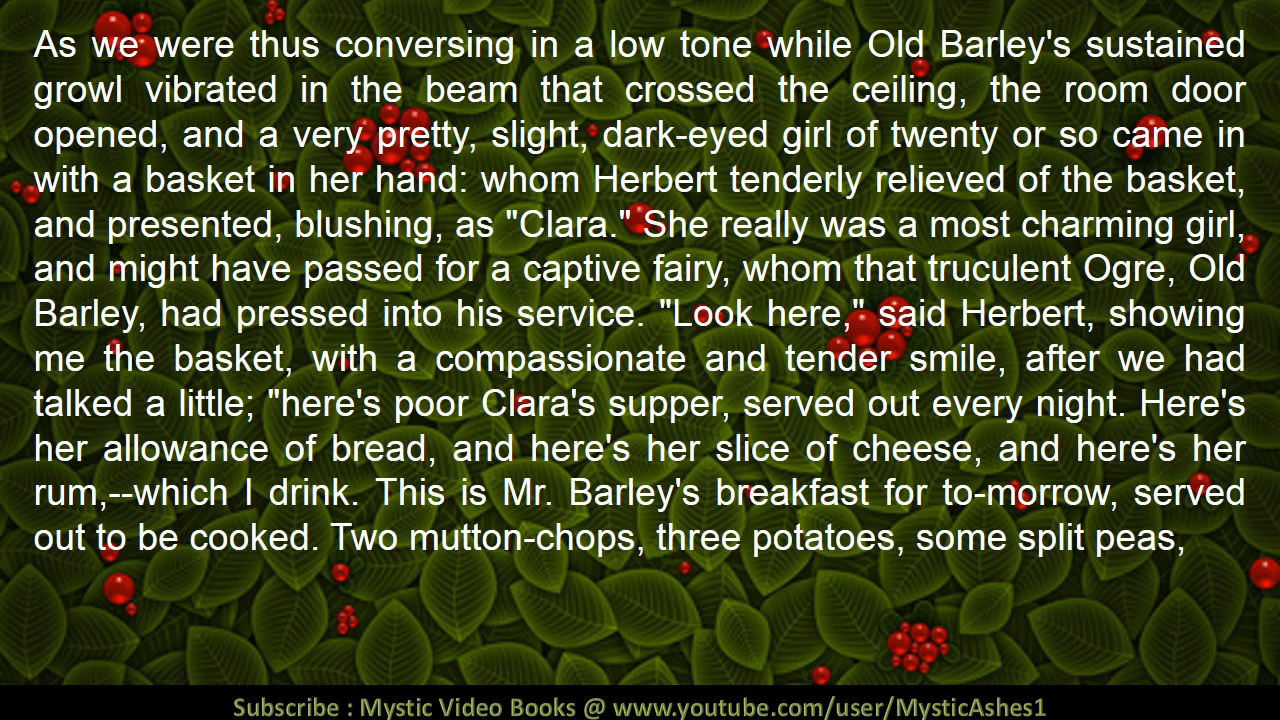 As we were thus conversing in a low tone while Old Barley's sustained
growl vibrated in the beam that crossed the ceiling, the room door
opened, and a very pretty, slight, dark-eyed girl of twenty or so came in
with a basket in her hand: whom Herbert tenderly relieved of the basket,
and presented, blushing, as "Clara." She really was a most charming girl,
and might have passed for a captive fairy, whom that truculent Ogre, Old
Barley, had pressed into his service. "Look here," said Herbert, showing
me the basket, with a compassionate and tender smile, after we had
talked a little; "here's poor Clara's supper, served out every night. Here's
her allowance of bread, and here's her slice of cheese, and here's her
rum,--which I drink. This is Mr. Barley's breakfast for to-morrow, served
out to be cooked. Two mutton-chops, three potatoes, some split peas,
Subscribe : Mystic Video Books @ www.youtube.com/user/MysticAshes1